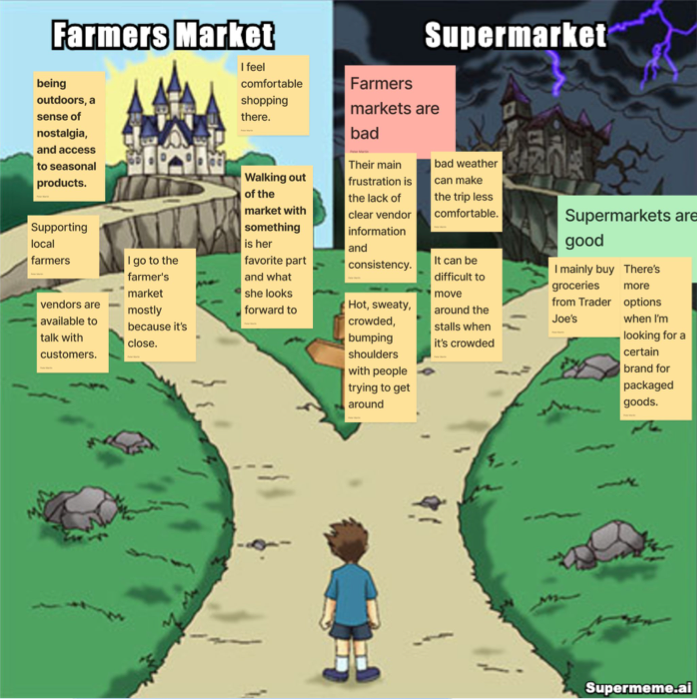 Farmers Market
Supermarket
being
outdoors, a
sense of
nostalgia,
and access
to seasonal
products.
I feel
comfortable
shopping
there.
Supporting
local
farmers
vendors are
available to
talk with
customers.
I go to the
farmer's
market
mostly
because it's
close.
Walking out
of the
market with
something
is her
favorite part
and what
she looks
forward to
Farmers
markets are
bad
Their main
frustration is
the lack of
clear vendor
information
and
consistency.
bad weather
can make
the trip less
comfortable.
Hot, sweaty,
crowded,
bumping
shoulders
with people
trying to get
around
It can be
difficult to
move
around the
stalls when
it's crowded
Supermarkets are
good
I mainly buy
groceries
from Trader
Joe's
There's
more
options
when I'm
looking for a
certain
brand for
packaged
goods.
Supermeme.ai